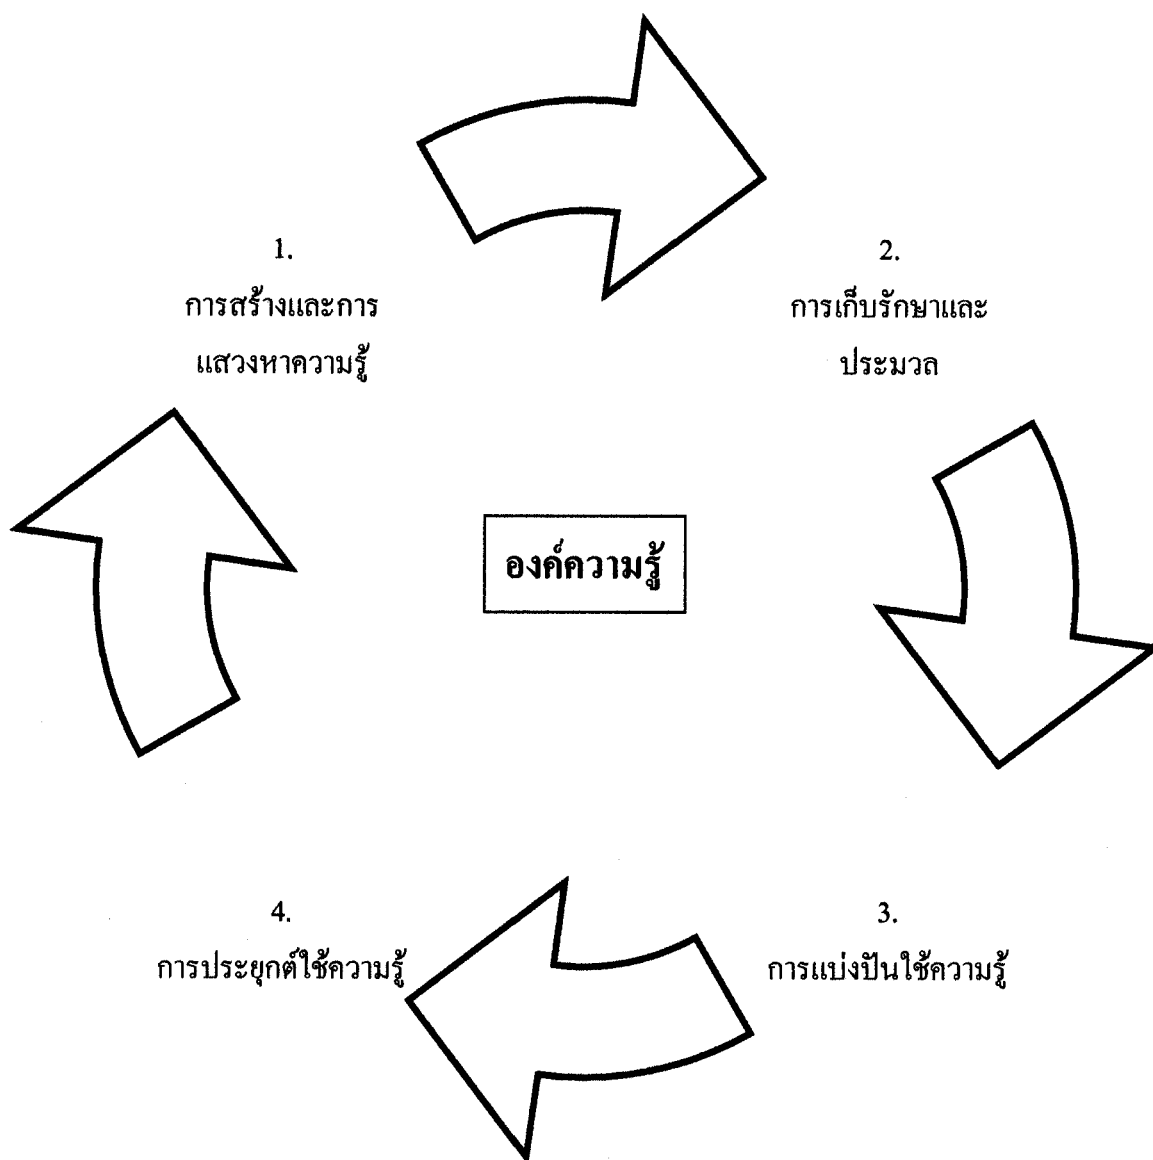 1.
การสร้างและการ
แสวงหาความรู้
2.
การเก็บรักษาและ
ประมวล
องค์ความรู้
4.
การประยุกต์ใช้ความรู้
3.
การแบ่งปันใช้ความรู้